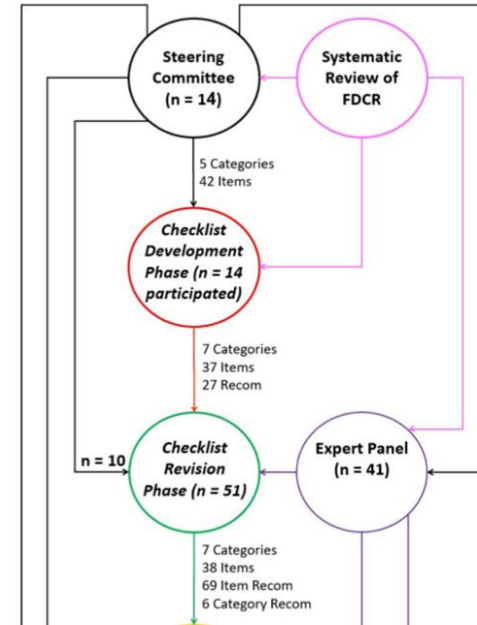 Steering
Committee
(n = 14)
Systematic
Review of
FDCR
5 Categories
42 Items
Checklist
Development
Phase (n = 14
participated)
7 Categories
37 Items
27 Recom
n = 10
Checklist
Revision
Phase (n = 51)
Expert Panel
(n = 41)
7 Categories
38 Items
69 Item Recom
6 Category Recom